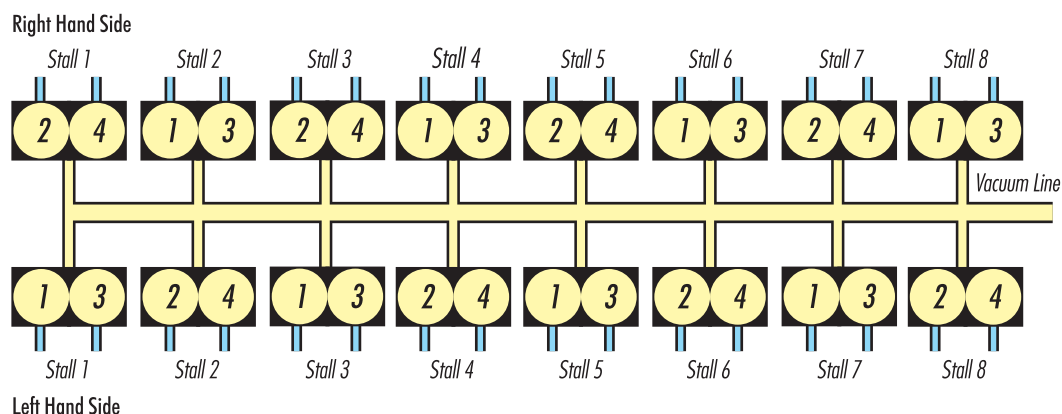 Right Hand Side
Stall 1 Stall 2 Stall 3 Stall 4 Stall 5 Stall 6 Stall 7 Stall 8
2 4 1 3 2 4 1 3 2 4 1 3 2 4 1 3
Vacuum Line
1 3 2 4 1 3 2 4 1 3 2 4 1 3 2 4
Stall 1 Stall 2 Stall 3 Stall 4 Stall 5 Stall 6 Stall 7 Stall 8
Left Hand Side